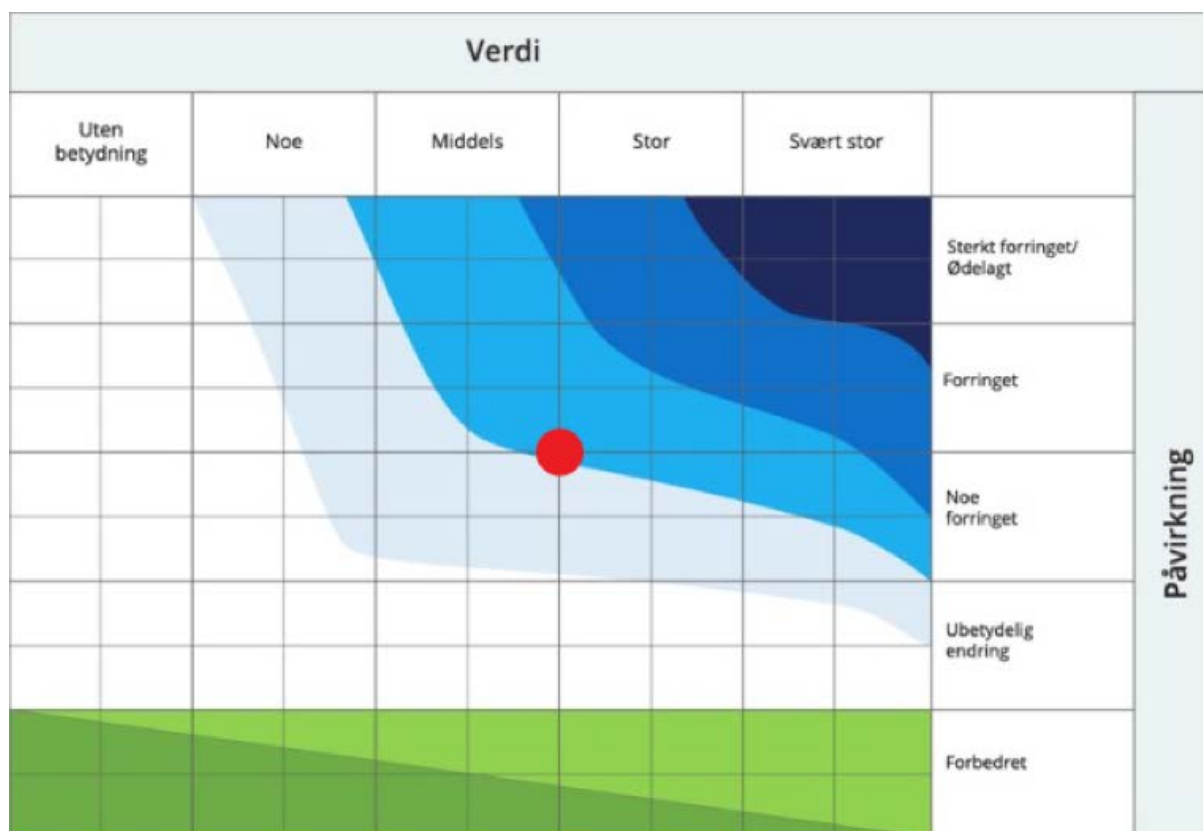 Verdi
Uten
betydning
Noe
Middels
Stor
Svært stor
Sterkt forringet/
Ødelagt
Forringet
Noe
forringet
Ubetydelig
endring
Forbedret
Påvirkning